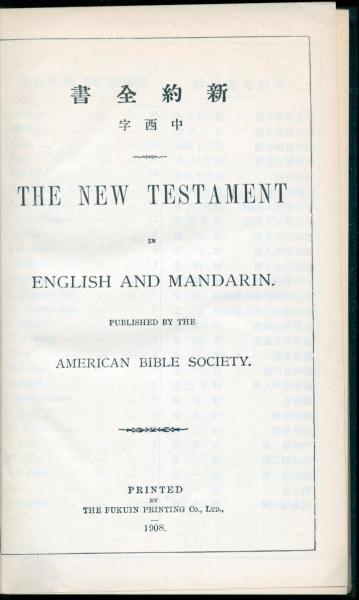 書全約新
字西中
THE NEW TESTAMENT
IN
ENGLISH AND MANDARIN.
PUBLISHED BY THE
AMERICAN BIBLE SOCIETY.
PRINTED
BY
THE FUKUIN PRINTING Co., LTD.,
1908.